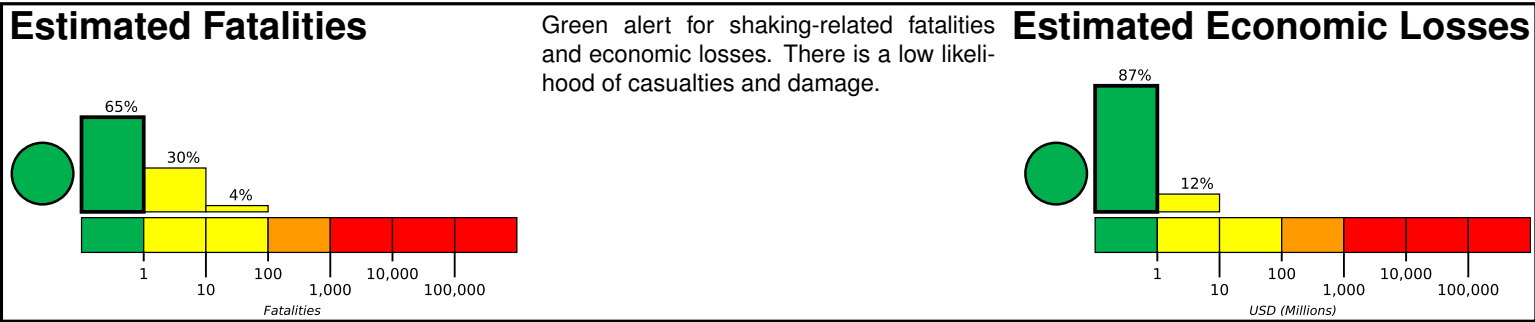 Estimated Fatalities
65%
30%
4%
1
100
10,000
10
1,000
100,000
Fatalities
Green alert for shaking-related fatalities
and economic losses. There is a low likeli-
hood of casualties and damage.
Estimated Economic Losses
87%
12%
1
100
10,000
10
1,000
100,000
USD (Millions)